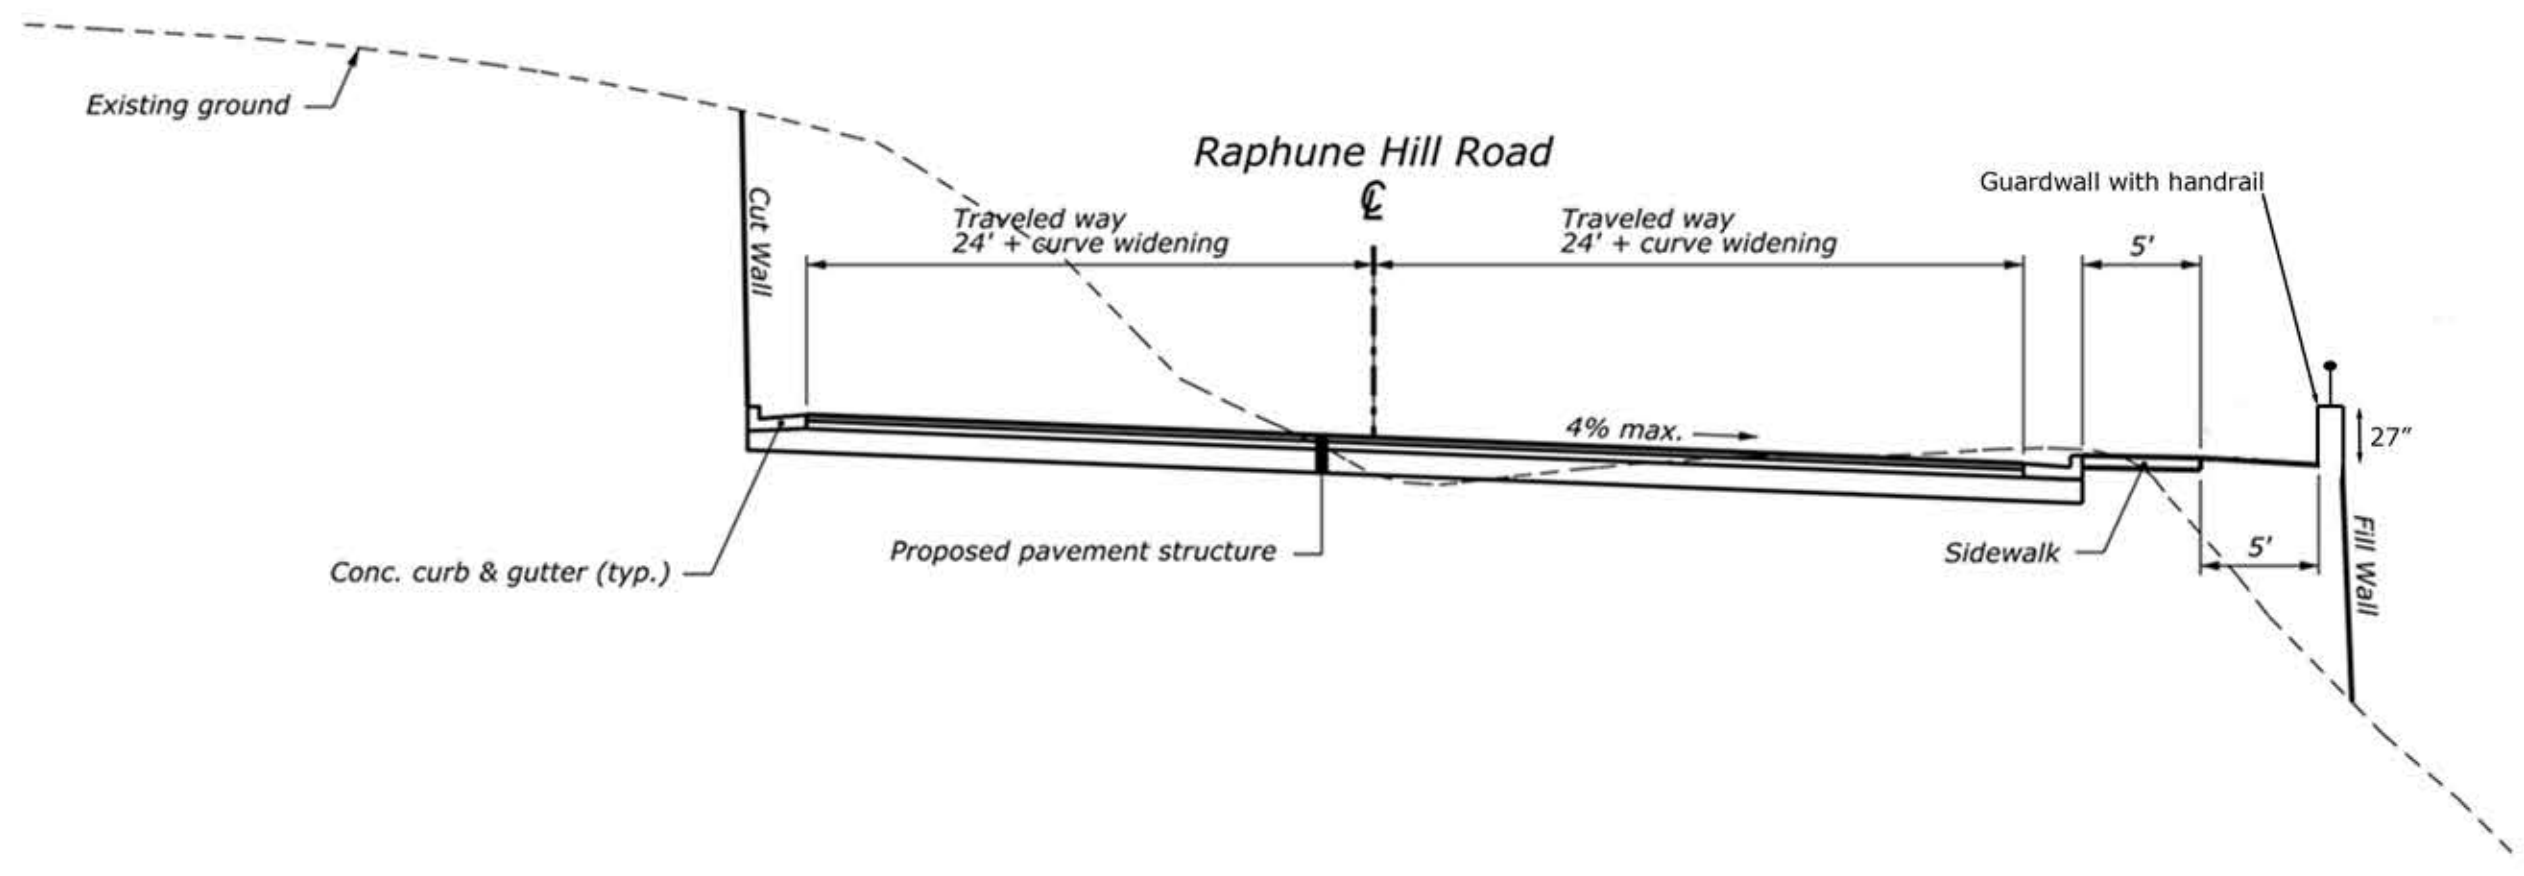 Existing ground
Raphune Hill Road
℄
Guardwall with handrail
Cut Wall
Traveled way
24' + curve widening
Traveled way
24' + curve widening
5'
4% max.
27"
Proposed pavement structure
Conc. curb & gutter (typ.)
Sidewalk
5'
Fill Wall